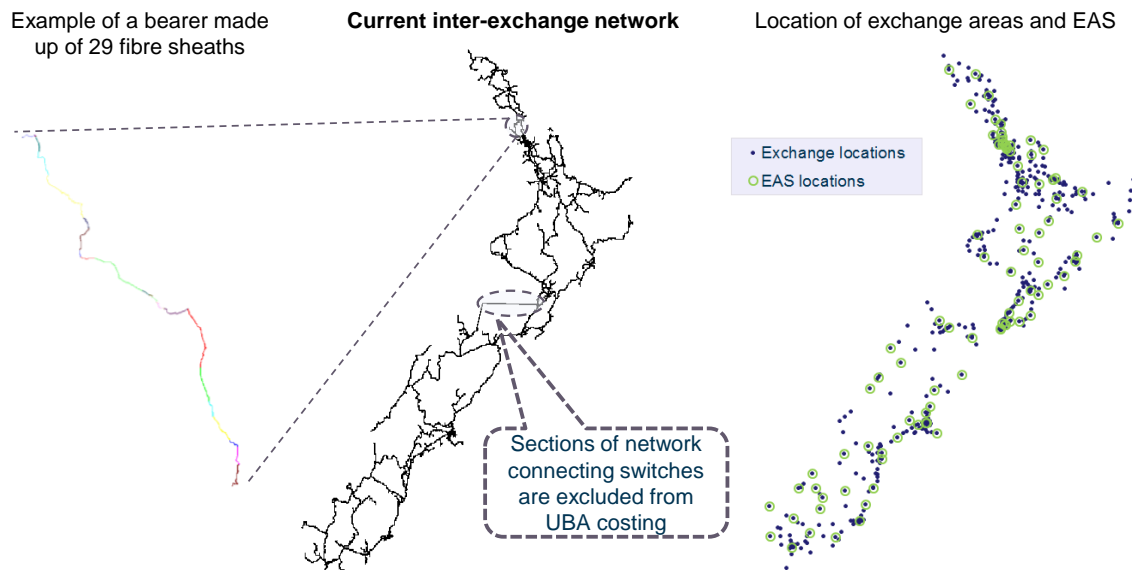 Example of a bearer made
up of 29 fibre sheaths
Current inter-exchange network
Location of exchange areas and EAS
Exchange locations
EAS locations
Sections of network
connecting switches
are excluded from
UBA costing